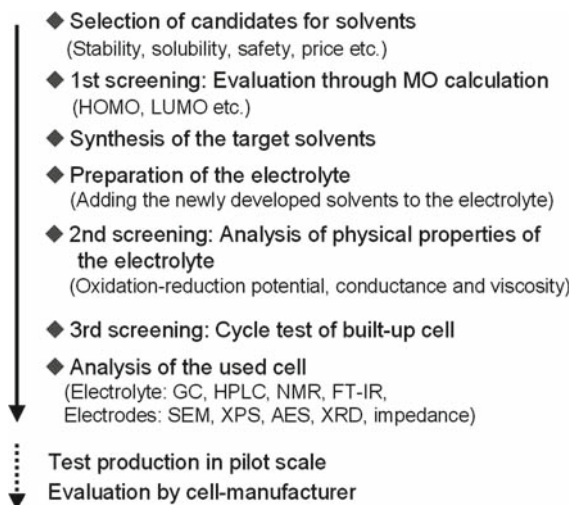 ◆ Selection of candidates for solvents
(Stability, solubility, safety, price etc.)
◆ 1st screening: Evaluation through MO calculation
(HOMO, LUMO etc.)
◆ Synthesis of the target solvents
◆ Preparation of the electrolyte
(Adding the newly developed solvents to the electrolyte)
◆ 2nd screening: Analysis of physical properties of
the electrolyte
(Oxidation-reduction potential, conductance and viscosity)
◆ 3rd screening: Cycle test of built-up cell
◆ Analysis of the used cell
(Electrolyte: GC, HPLC, NMR, FT-IR,
Electrodes: SEM, XPS, AES, XRD, impedance)
Test production in pilot scale
Evaluation by cell-manufacturer